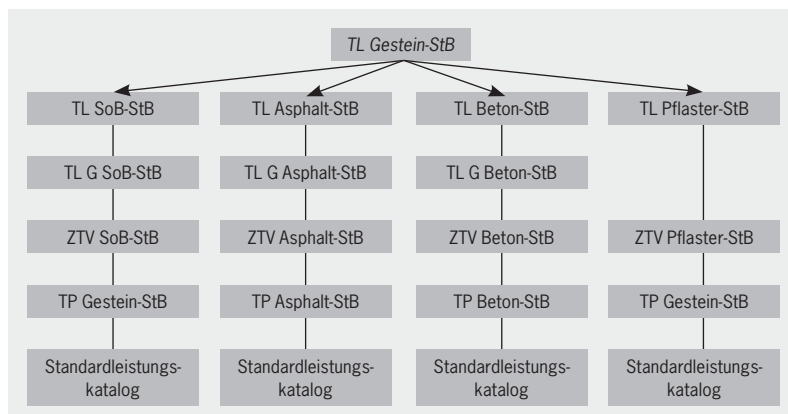 TL Gestein-StB
TL SoB-StB
TL Asphalt-StB
TL Beton-StB
TL Pflaster-StB
TL G SoB-StB
TL G Asphalt-StB
TL G Beton-StB
ZTV SoB-StB
ZTV Asphalt-StB
ZTV Beton-StB
ZTV Pflaster-StB
TP Gestein-StB
TP Asphalt-StB
TP Beton-StB
TP Gestein-StB
Standardleistungs-
katalog
Standardleistungs-
katalog
Standardleistungs-
katalog
Standardleistungs-
katalog